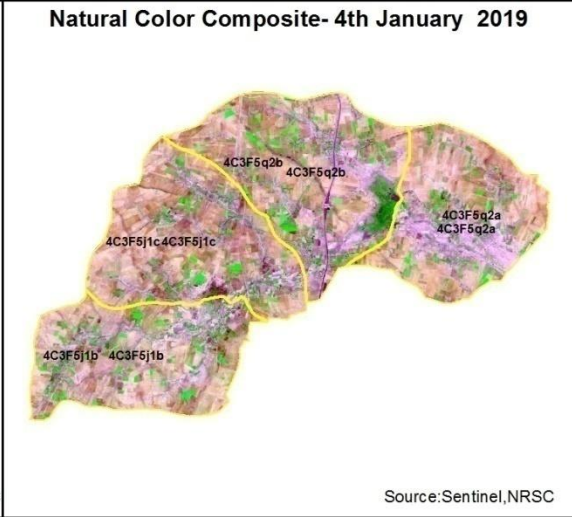 Natural Color Composite- 4th January  2019
4C3F5q2b
4C3F5q2b
4C3F5q2a
4C3F5q2a
4C3F5j1c4C3F5j1c
4C3F5j1b 4C3F5j1b
Source:Sentinel,NRSC